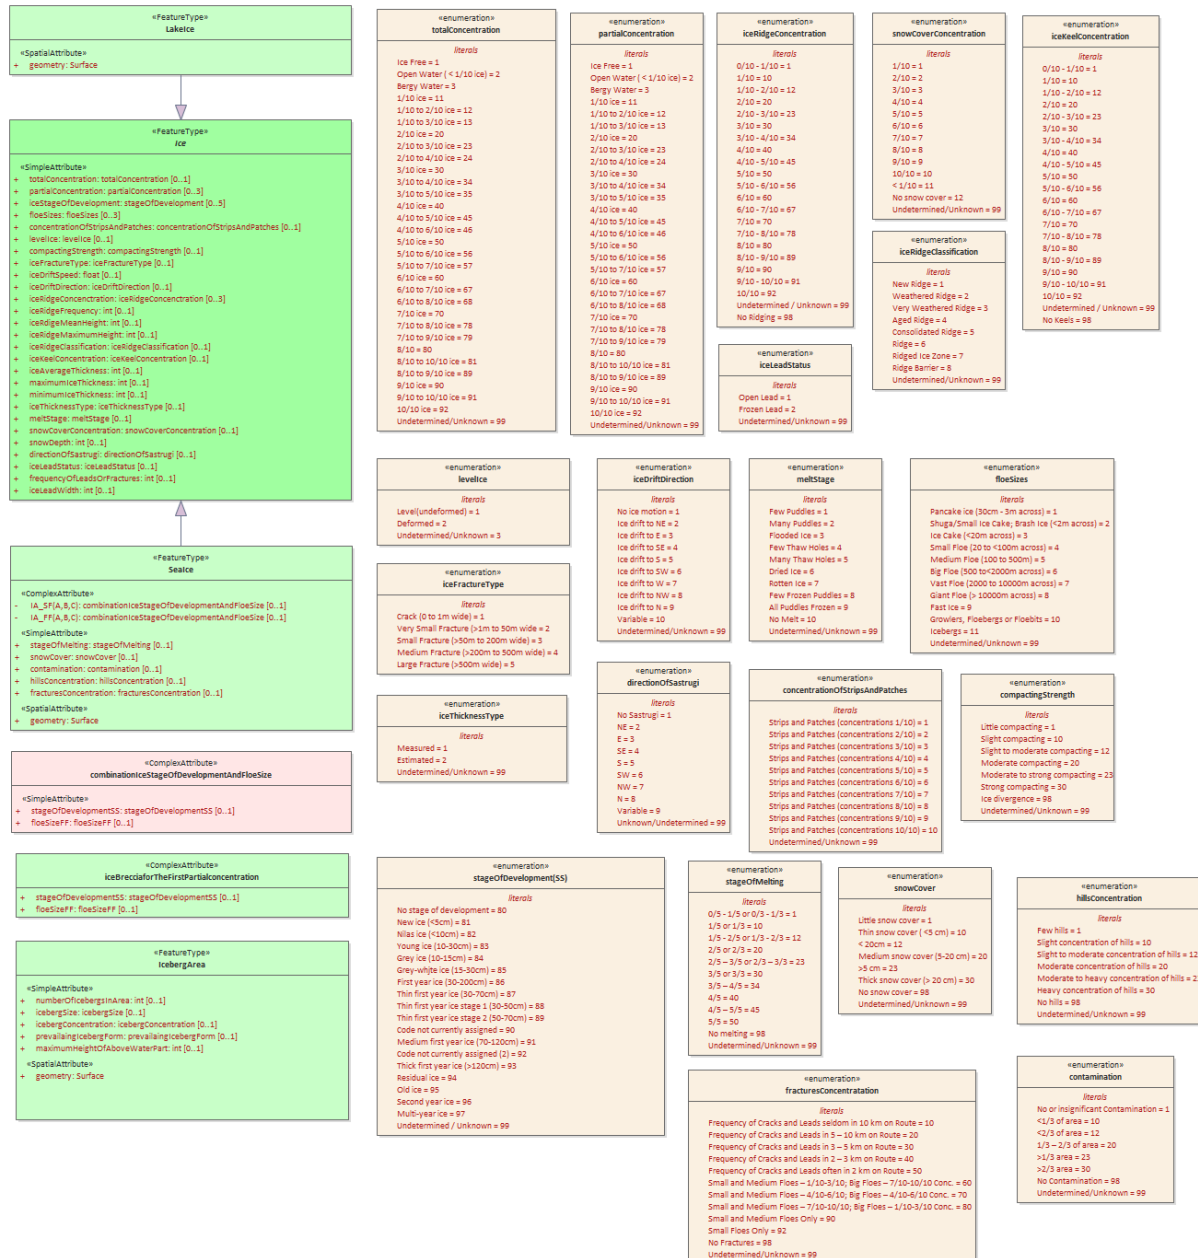 «FeatureType»
LakeIce
«SpatialAttribute»
+ geometry: Surface
«FeatureType»
Ice
«SimpleAttribute»
+ totalConcentration: totalConcentration [0..1]
+ partialConcentration: partialConcentration [0..3]
+ iceStageOfDevelopment: stageOfDevelopment [0..5]
+ floeSizes: floeSizes [0..3]
+ concentrationOfStripsAndPatches: concentrationOfStripsAndPatches [0..1]
+ levelIce: levelIce [0..1]
+ compactingStrength: compactingStrength [0..1]
+ iceFractureType: iceFractureType [0..1]
+ iceDriftSpeed: float [0..1]
+ iceDriftDirection: iceDriftDirection [0..1]
+ iceRidgeConcenctration: iceRidgeConcenctration [0..3]
+ iceRidgeFrequency: int [0..1]
+ iceRdigeMeanHeight: int [0..1]
+ iceRidgeMaximumHeight: int [0..1]
+ iceRidgeClassification: iceRidgeClassification [0..1]
+ iceKeelConcentration: iceKeelConcentration [0..1]
+ iceAverageThickness: int [0..1]
+ maximumIceThickness: int [0..1]
+ minimumIceThickness: int [0..1]
+ iceThicknessType: iceThicknessType [0..1]
+ meltStage: meltStage [0..1]
+ snowCoverConcentration: snowCoverConcentration [0..1]
+ snowDepth: int [0..1]
+ directionOfSastrugi: directionOfSastrugi [0..1]
+ iceLeadStatus: iceLeadStatus [0..1]
+ frequencyOfLeadsOrFractures: int [0..1]
+ iceLeadWidth: int [0..1]
«FeatureType»
SeaIce
«ComplexAttribute»
- IA_SF(A,B,C): combinationIceStageOfDevelopmentAndFloeSize [0..1]
- IA_FF(A,B,C): combinationIceStageOfDevelopmentAndFloeSize [0..1]
«SimpleAttribute»
+ stageOfMelting: stageOfMelting [0..1]
+ snowCover: snowCover [0..1]
+ contamination: contamination [0..1]
+ hillsConcentration: hillsConcentration [0..1]
+ fracturesConcentration: fracturesConcentration [0..1]
«SpatialAttribute»
+ geometry: Surface
«ComplexAttribute»
combinationIceStageOfDevelopmentAndFloeSize
«SimpleAttribute»
+ stageOfDevelopmentSS: stageOfDevelopmentSS [0..1]
+ floeSizeFF: floeSizeFF [0..1]
«ComplexAttribute»
iceBrecciaforTheFirstPartialconcentration
+ stageOfDevelopmentSS: stageOfDevelopmentSS [0..1]
+ floeSizeFF: floeSizeFF [0..1]
«FeatureType»
IcebergArea
«SimpleAttribute»
+ numberOfIcebergsInArea: int [0..1]
+ icebergSize: icebergSize [0..1]
+ icebergConcentration: icebergConcentration [0..1]
+ prevailaingIcebergForm: prevailaingIcebergForm [0..1]
+ maximumHeightOfAboveWaterPart: int [0..1]
«SpatialAttribute»
+ geometry: Surface
«enumeration»
totalConcentration
literals
Ice Free = 1
Open Water ( < 1/10 ice) = 2
Bergy Water = 3
1/10 ice = 11
1/10 to 2/10 ice = 12
1/10 to 3/10 ice = 13
2/10 ice = 20
2/10 to 3/10 ice = 23
2/10 to 4/10 ice = 24
3/10 ice = 30
3/10 to 4/10 ice = 34
3/10 to 5/10 ice = 35
4/10 ice = 40
4/10 to 5/10 ice = 45
4/10 to 6/10 ice = 46
5/10 ice = 50
5/10 to 6/10 ice = 56
5/10 to 7/10 ice = 57
6/10 ice = 60
6/10 to 7/10 ice = 67
6/10 to 8/10 ice = 68
7/10 ice = 70
7/10 to 8/10 ice = 78
7/10 to 9/10 ice = 79
8/10 = 80
8/10 to 10/10 ice = 81
8/10 to 9/10 ice = 89
9/10 ice = 90
9/10 to 10/10 ice = 91
10/10 ice = 92
Undetermined/Unknown = 99
«enumeration»
partialConcentration
literals
Ice Free = 1
Open Water ( < 1/10 ice) = 2
Bergy Water = 3
1/10 ice = 11
1/10 to 2/10 ice = 12
1/10 to 3/10 ice = 13
2/10 ice = 20
2/10 to 3/10 ice = 23
2/10 to 4/10 ice = 24
3/10 ice = 30
3/10 to 4/10 ice = 34
3/10 to 5/10 ice = 35
4/10 ice = 40
4/10 to 5/10 ice = 45
4/10 to 6/10 ice = 46
5/10 ice = 50
5/10 to 6/10 ice = 56
5/10 to 7/10 ice = 57
6/10 ice = 60
6/10 to 7/10 ice = 67
6/10 to 8/10 ice = 68
7/10 ice = 70
7/10 to 8/10 ice = 78
7/10 to 9/10 ice = 79
8/10 = 80
8/10 to 10/10 ice = 81
8/10 to 9/10 ice = 89
9/10 ice = 90
9/10 to 10/10 ice = 91
10/10 ice = 92
Undetermined/Unknown = 99
«enumeration»
iceRidgeConcentration
literals
0/10 - 1/10 = 1
1/10 = 10
1/10 - 2/10 = 12
2/10 = 20
2/10 - 3/10 = 23
3/10 = 30
3/10 - 4/10 = 34
4/10 = 40
4/10 - 5/10 = 45
5/10 = 50
5/10 - 6/10 = 56
6/10 = 60
6/10 - 7/10 = 67
7/10 = 70
7/10 - 8/10 = 78
8/10 = 80
8/10 - 9/10 = 89
9/10 = 90
9/10 - 10/10 = 91
10/10 = 92
Undetermined / Unknown = 99
No Ridging = 98
«enumeration»
snowCoverConcentration
literals
1/10 = 1
2/10 = 2
3/10 = 3
4/10 = 4
5/10 = 5
6/10 = 6
7/10 = 7
8/10 = 8
9/10 = 9
10/10 = 10
< 1/10 = 11
No snow cover = 12
Undetermined/Unknown = 99
«enumeration»
iceKeelConcentration
literals
0/10 - 1/10 = 1
1/10 = 10
1/10 - 2/10 = 12
2/10 = 20
2/10 - 3/10 = 23
3/10 = 30
3/10 - 4/10 = 34
4/10 = 40
4/10 - 5/10 = 45
5/10 = 50
5/10 - 6/10 = 56
6/10 = 60
6/10 - 7/10 = 67
7/10 = 70
7/10 - 8/10 = 78
8/10 = 80
8/10 - 9/10 = 89
9/10 = 90
9/10 - 10/10 = 91
10/10 = 92
Undetermined / Unknown = 99
No Keels = 98
«enumeration»
iceRidgeClassification
literals
New Ridge = 1
Weathered Ridge = 2
Very Weathered Ridge = 3
Aged Ridge = 4
Consolidated Ridge = 5
Ridge = 6
Ridged Ice Zone = 7
Ridge Barrier = 8
Undetermined/Unknown = 99
«enumeration»
iceLeadStatus
literals
Open Lead = 1
Frozen Lead = 2
Undetermined/Unknown = 99
«enumeration»
levelIce
literals
Level(undeformed) = 1
Deformed = 2
Undetermined/Unknown = 3
«enumeration»
iceFractureType
literals
Crack (0 to 1m wide) = 1
Very Small Fracture (>1m to 50m wide = 2
Small Fracture (>50m to 200m wide) = 3
Medium Fracture (>200m to 500m wide) = 4
Large Fracture (>500m wide) = 5
«enumeration»
iceThicknessType
literals
Measured = 1
Estimated = 2
Undetermined/Unknown = 99
«enumeration»
iceDriftDirection
literals
No ice motion = 1
Ice drift to NE = 2
Ice drift to E = 3
Ice drift to SE = 4
Ice drift to S = 5
Ice drift to SW = 6
Ice drift to W = 7
Ice drift to NW = 8
Ice drift to N = 9
Variable = 10
Undetermined/Unknown = 99
«enumeration»
meltStage
literals
Few Puddles = 1
Many Puddles = 2
Flooded Ice = 3
Few Thaw Holes = 4
Many Thaw Holes = 5
Dried Ice = 6
Rotten Ice = 7
Few Frozen Puddles = 8
All Puddles Frozen = 9
No Melt = 10
Undetermined/Unknown = 99
«enumeration»
floeSizes
literals
Pancake ice (30cm - 3m across) = 1
Shuga/Small Ice Cake; Brash Ice (<2m across) = 2
Ice Cake (<20m across) = 3
Small Floe (20 to <100m across) = 4
Medium Floe (100 to 500m) = 5
Big Floe (500 to<2000m across) = 6
Vast Floe (2000 to 10000m across) = 7
Giant Floe (> 10000m across) = 8
Fast Ice = 9
Growlers, Floebergs or Floebits = 10
Icebergs = 11
Undetermined/Unknown = 99
«enumeration»
directionOfSastrugi
literals
No Sastrugi = 1
NE = 2
E = 3
SE = 4
S = 5
SW = 6
NW = 7
N = 8
Variable = 9
Unknown/Undetermined = 99
«enumeration»
concentrationOfStripsAndPatches
literals
Strips and Patches (concentrations 1/10) = 1
Strips and Patches (concentrations 2/10) = 2
Strips and Patches (concentrations 3/10) = 3
Strips and Patches (concentrations 4/10) = 4
Strips and Patches (concentrations 5/10) = 5
Strips and Patches (concentrations 6/10) = 6
Strips and Patches (concentrations 7/10) = 7
Strips and Patches (concentrations 8/10) = 8
Strips and Patches (concentrations 9/10) = 9
Strips and Patches (concentrations 10/10) = 10
Undetermined/Unknown = 99
«enumeration»
compactingStrength
literals
Little compacting = 1
Slight compacting = 10
Slight to moderate compacting = 12
Moderate compacting = 20
Moderate to strong compacting = 23
Strong compacting = 30
Ice divergence = 98
Undetermined/Unknown = 99
«enumeration»
stageOfDevelopment(SS)
literals
No stage of development = 80
New ice (<5cm) = 81
Nilas ice (<10cm) = 82
Young ice (10-30cm) = 83
Grey ice (10-15cm) = 84
Grey-white ice (15-30cm) = 85
First year ice (30-200cm) = 86
Thin first year ice (30-70cm) = 87
Thin first year ice stage 1 (30-50cm) = 88
Thin first year ice stage 2 (50-70cm) = 89
Code not currently assigned = 90
Medium first year ice (70-120cm) = 91
Code not currently assigned (2) = 92
Thick first year ice (>120cm) = 93
Residual ice = 94
Old ice = 95
Second year ice = 96
Multi-year ice = 97
Undetermined / Unknown = 99
«enumeration»
stageOfMelting
literals
0/5 - 1/5 or 0/3 - 1/3 = 1
1/5 or 1/3 = 10
1/5 - 2/5 or 1/3 - 2/3 = 12
2/5 or 2/3 = 20
2/5 – 3/5 or 2/3 – 3/3 = 23
3/5 or 3/3 = 30
3/5 – 4/5 = 34
4/5 = 40
4/5 – 5/5 = 45
5/5 = 50
No melting = 98
Undetermined/Unknown = 99
«enumeration»
snowCover
literals
Little snow cover = 1
Thin snow cover ( <5 cm) = 10
< 20cm = 12
Medium snow cover (5-20 cm) = 20
>5 cm = 23
Thick snow cover (> 20 cm) = 30
No snow cover = 98
Undetermined/Unknown = 99
«enumeration»
hillsConcentration
literals
Few hills = 1
Slight concentration of hills = 10
Slight to moderate concentration of hills = 12
Moderate concentration of hills = 20
Moderate to heavy concentration of hills = 2
Heavy concentration of hills = 30
No hills = 98
Undetermined/Unknown = 99
«enumeration»
fracturesConcentratation
literals
Frequency of Cracks and Leads seldom in 10 km on Route = 10
Frequency of Cracks and Leads in 5 – 10 km on Route = 20
Frequency of Cracks and Leads in 3 – 5 km on Route = 30
Frequency of Cracks and Leads in 2 – 3 km on Route = 40
Frequency of Cracks and Leads often in 2 km on Route = 50
Small and Medium Floes – 1/10-3/10; Big Floes – 7/10-10/10 Conc. = 60
Small and Medium Floes – 4/10-6/10; Big Floes – 4/10-6/10 Conc. = 70
Small and Medium Floes – 7/10-10/10; Big Floes – 1/10-3/10 Conc. = 80
Small and Medium Floes Only = 90
Small Floes Only = 92
No Fractures = 98
Undetermined/Unknown = 99
«enumeration»
contamination
literals
No or insignificant Contamination = 1
<1/3 of area = 10
<2/3 of area = 12
1/3 – 2/3 of area = 20
>1/3 area = 23
>2/3 area = 30
No Contamination = 98
Undetermined/Unknown = 99